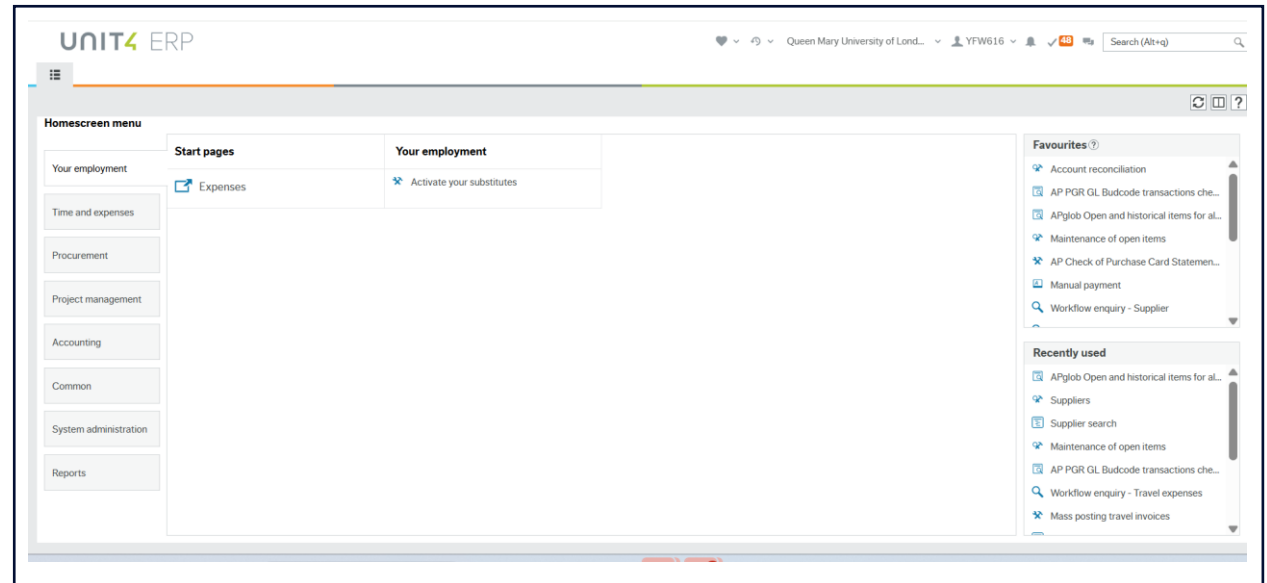 UNIT4 ERP
Queen Mary University of Lond...
YFW616
48
Search (Alt+q)
?
Homescreen menu
Your employment
Time and expenses
Procurement
Project management
Accounting
Common
System administration
Reports
Start pages
Expenses
Your employment
Activate your substitutes
Favourites ?
Account reconciliation
AP PGR GL Budcode transactions che...
APglob Open and historical items for al...
Maintenance of open items
AP Check of Purchase Card Statemen...
Manual payment
Workflow enquiry - Supplier
Recently used
APglob Open and historical items for al...
Suppliers
Supplier search
Maintenance of open items
AP PGR GL Budcode transactions che...
Workflow enquiry - Travel expenses
Mass posting travel invoices